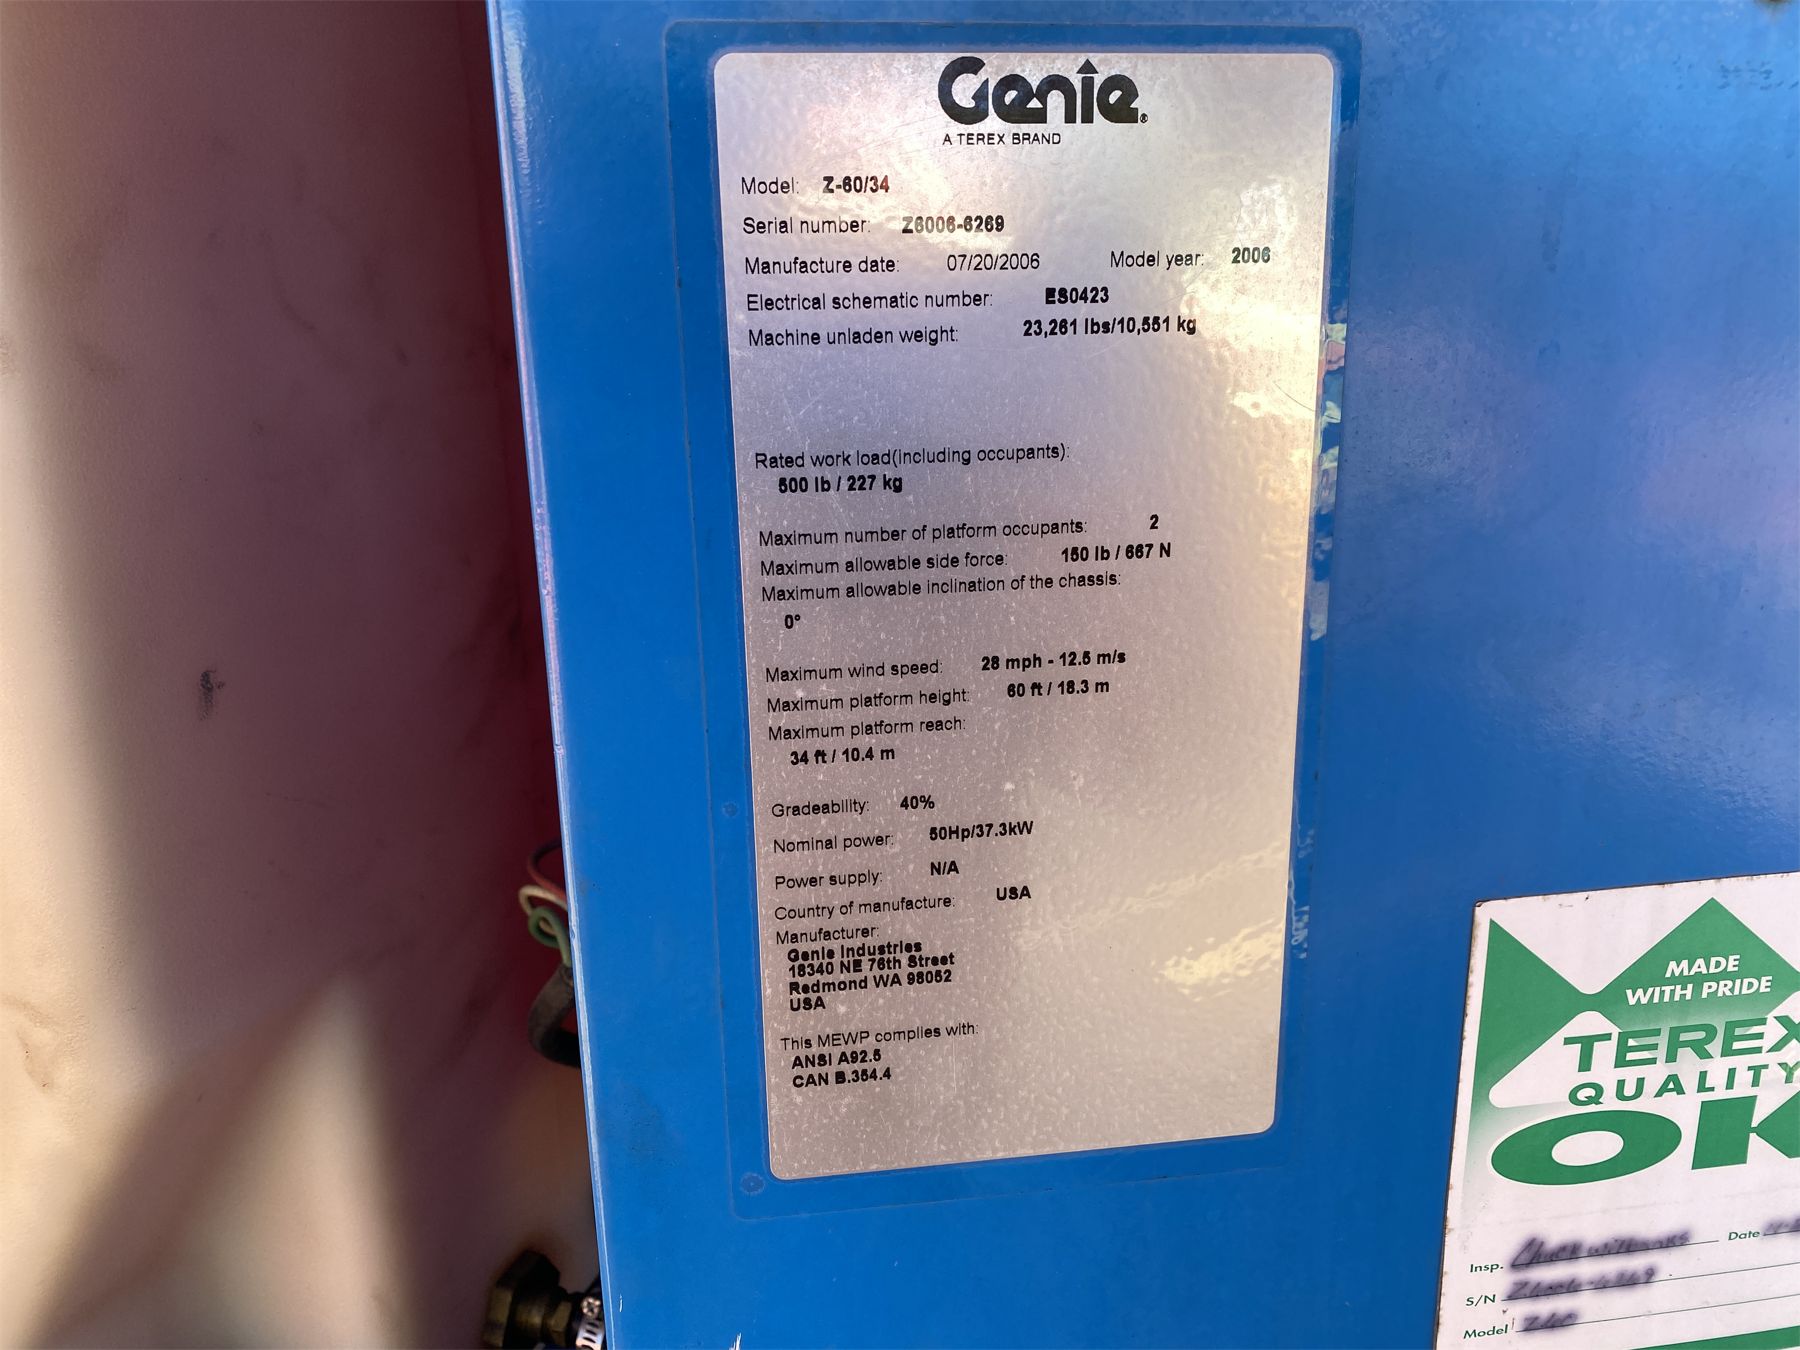 Genie®
A TEREX BRAND
Model: Z-60/34
Serial number: Z6006-6269
Manufacture date: 07/20/2006 Model year: 2006
Electrical schematic number: ES0423
Machine unladen weight: 23,261 lbs/10,551 kg
Rated work load(including occupants):
500 lb / 227 kg
Maximum number of platform occupants: 2
Maximum allowable side force: 150 lb / 667 N
Maximum allowable inclination of the chassis:
0°
Maximum wind speed: 28 mph - 12.5 m/s
Maximum platform height: 60 ft / 18.3 m
Maximum platform reach:
34 ft / 10.4 m
Gradeability: 40%
Nominal power: 50Hp/37.3kW
Power supply: N/A
Country of manufacture: USA
Manufacturer:
Genie Industries
18340 NE 76th Street
Redmond WA 98052
USA
This MEWP complies with:
ANSI A92.5
CAN B.354.4
MADE
WITH PRIDE
TEREX
QUALITY
OK
Insp. Date
S/N
Model